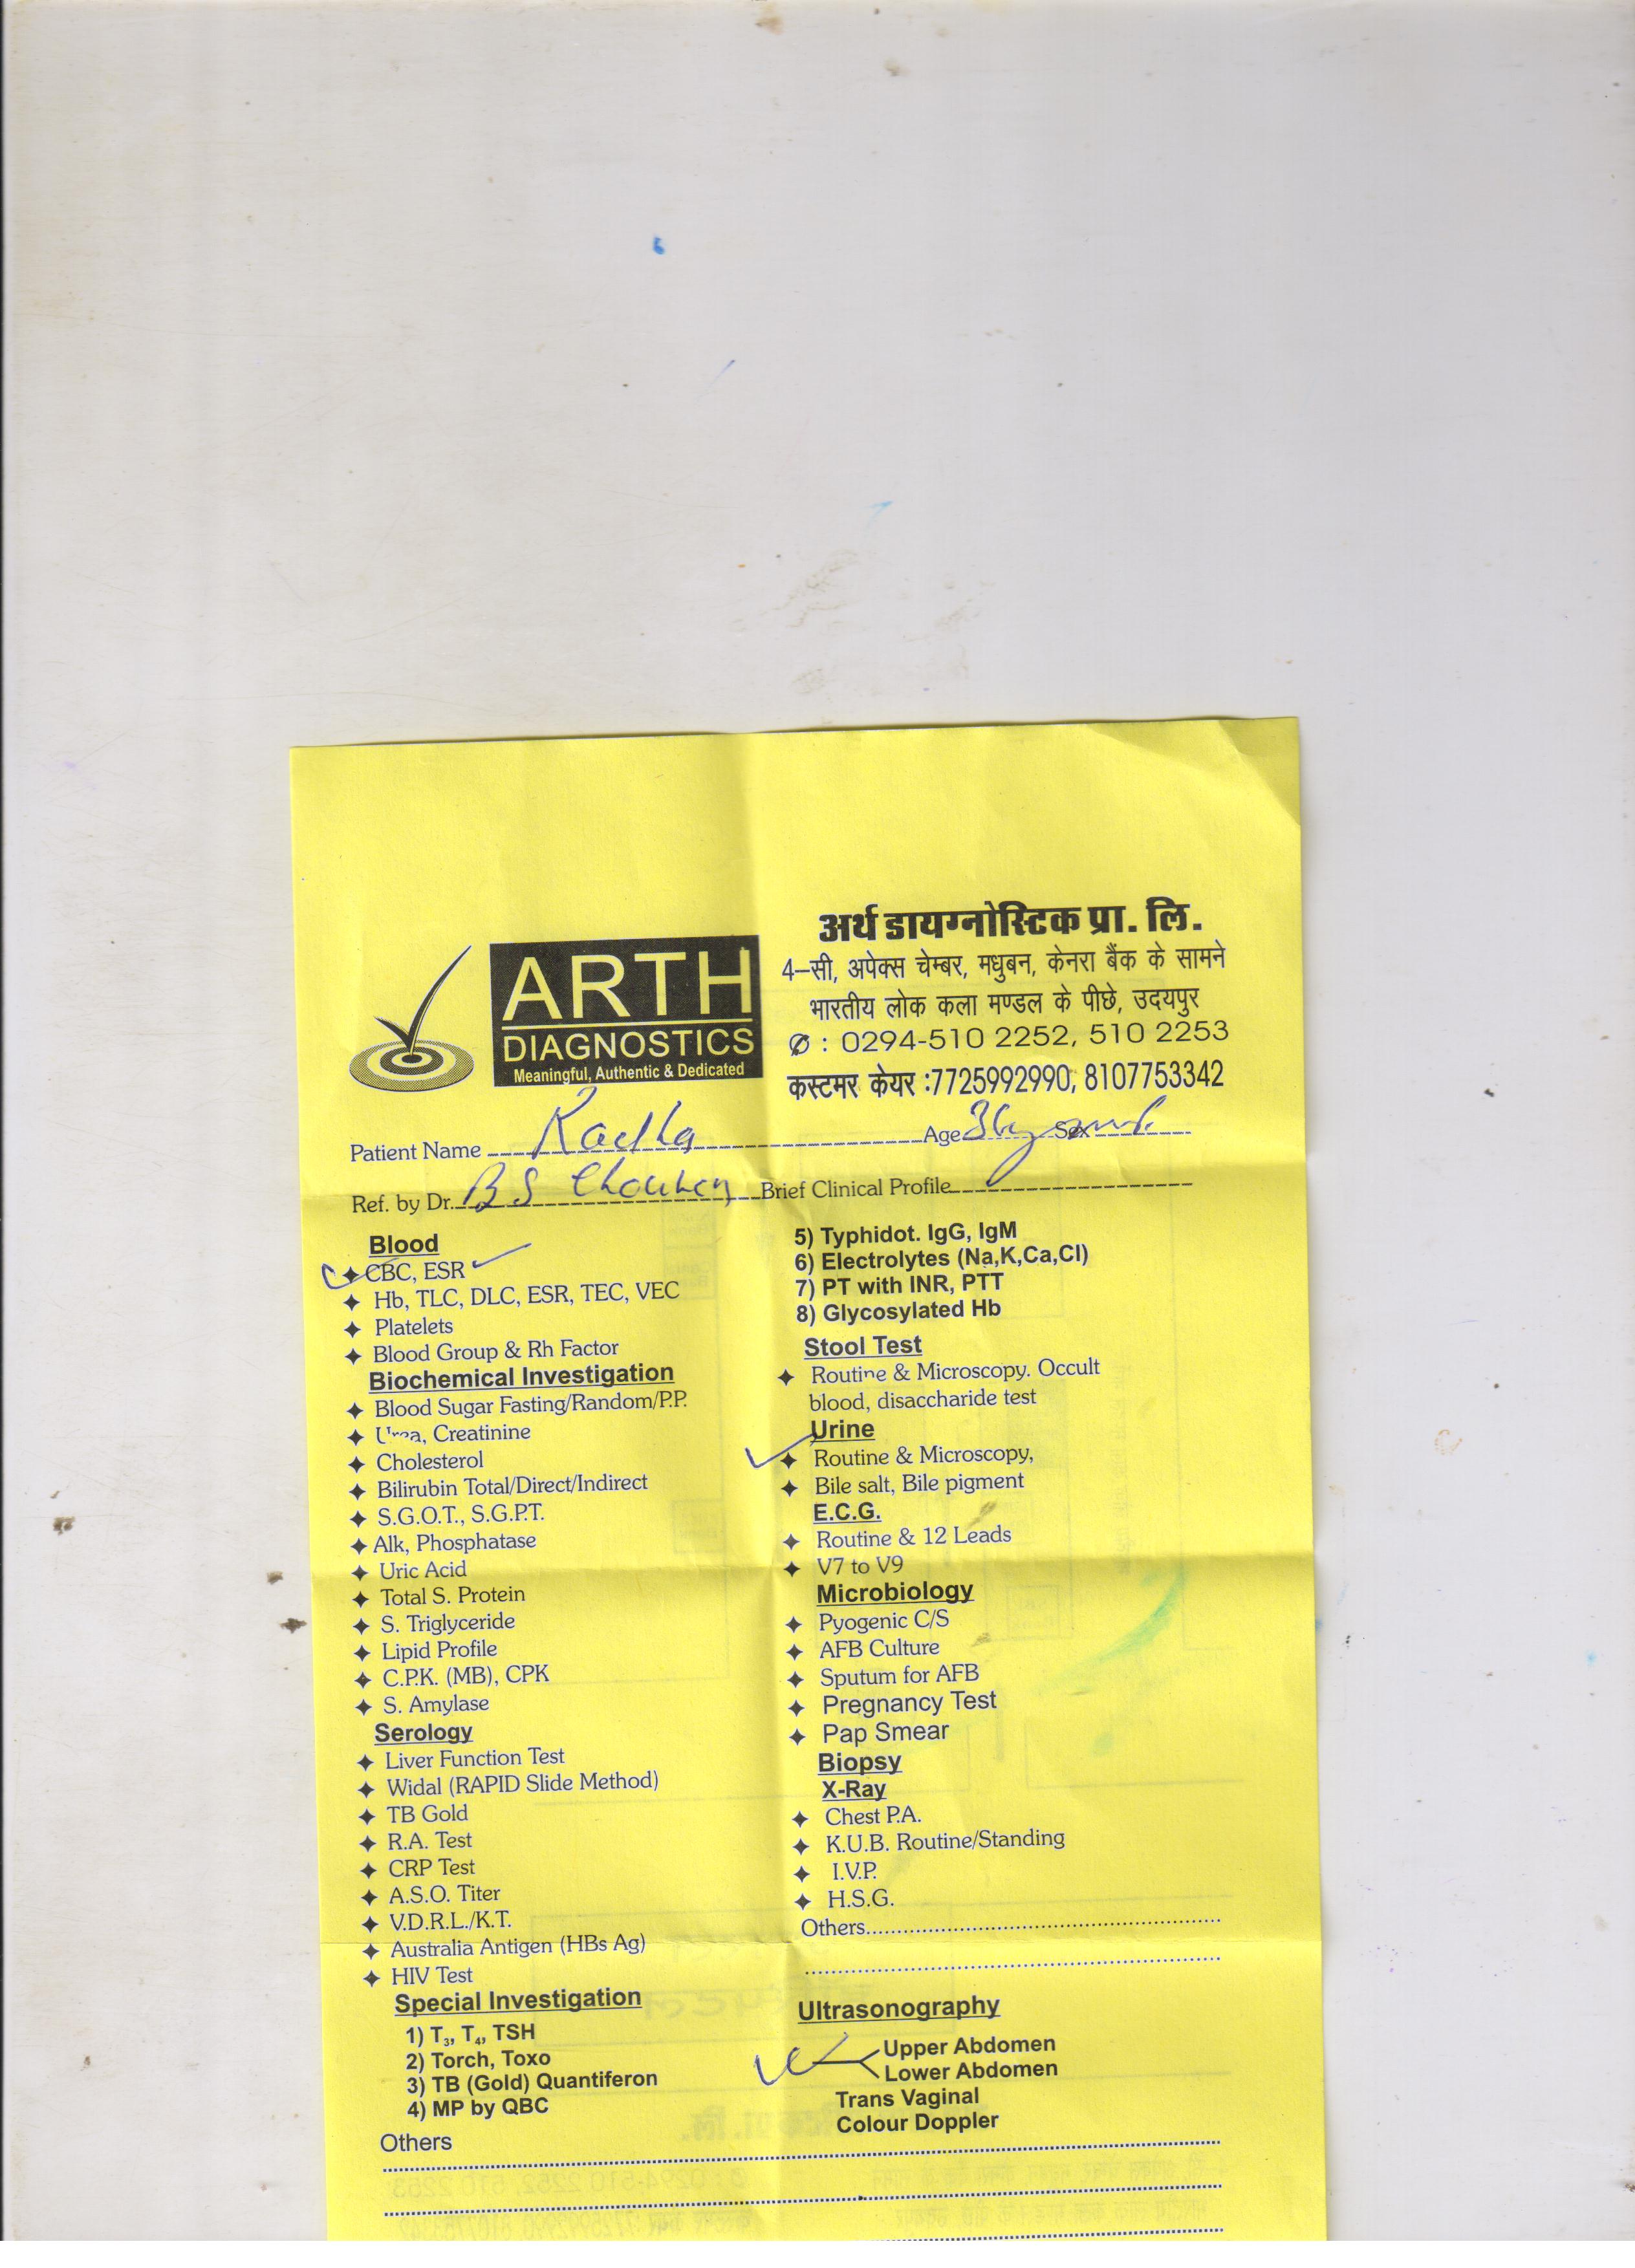 अर्थ डायग्नोस्टिक प्रा. लि.
ARTH
DIAGNOSTICS
Meaningful, Authentic & Dedicated
4–सी, अपेक्स चेम्बर, मधुबन, केनरा बैंक के सामने
भारतीय लोक कला मण्डल के पीछे, उदयपुर
: 0294-510 2252, 510 2253
कस्टमर केयर :7725992990, 8107753342
Patient Name Radha Age 36y Sex
Ref. by Dr. B S Chouhan Brief Clinical Profile
Blood
CBC, ESR
Hb, TLC, DLC, ESR, TEC, VEC
Platelets
Blood Group & Rh Factor
Biochemical Investigation
Blood Sugar Fasting/Random/P.P.
Urea, Creatinine
Cholesterol
Bilirubin Total/Direct/Indirect
S.G.O.T., S.G.P.T.
Alk, Phosphatase
Uric Acid
Total S. Protein
S. Triglyceride
Lipid Profile
C.P.K. (MB), CPK
S. Amylase
Serology
Liver Function Test
Widal (RAPID Slide Method)
TB Gold
R.A. Test
CRP Test
A.S.O. Titer
V.D.R.L./K.T.
Australia Antigen (HBs Ag)
HIV Test
Special Investigation
1) T3, T4, TSH
2) Torch, Toxo
3) TB (Gold) Quantiferon
4) MP by QBC
5) Typhidot. IgG, IgM
6) Electrolytes (Na,K,Ca,Cl)
7) PT with INR, PTT
8) Glycosylated Hb
Stool Test
Routine & Microscopy. Occult
blood, disaccharide test
Urine
Routine & Microscopy,
Bile salt, Bile pigment
E.C.G.
Routine & 12 Leads
V7 to V9
Microbiology
Pyogenic C/S
AFB Culture
Sputum for AFB
Pregnancy Test
Pap Smear
Biopsy
X-Ray
Chest P.A.
K.U.B. Routine/Standing
I.V.P.
H.S.G.
Others
Ultrasonography
Upper Abdomen
Lower Abdomen
Trans Vaginal
Colour Doppler
Others